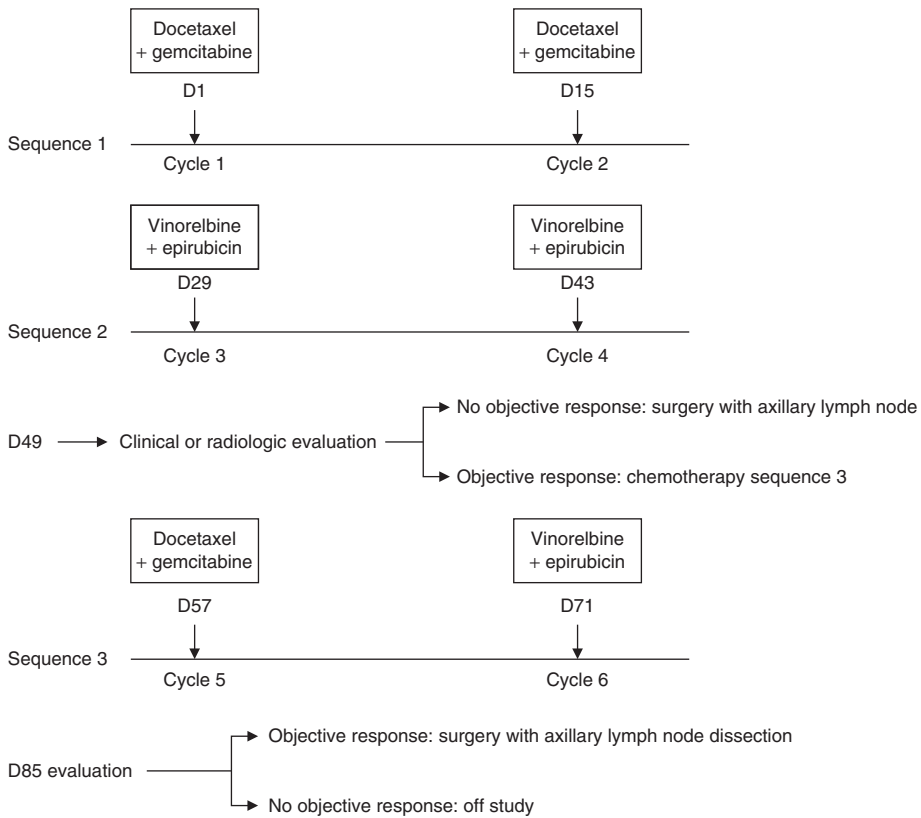 Docetaxel
+ gemcitabine
Docetaxel
+ gemcitabine
D1
D15
Sequence 1
Cycle 1
Cycle 2
Vinorelbine
+ epirubicin
Vinorelbine
+ epirubicin
D29
D43
Sequence 2
Cycle 3
Cycle 4
No objective response: surgery with axillary lymph node
D49
Clinical or radiologic evaluation
Objective response: chemotherapy sequence 3
Docetaxel
+ gemcitabine
Vinorelbine
+ epirubicin
D57
D71
Sequence 3
Cycle 5
Cycle 6
Objective response: surgery with axillary lymph node dissection
D85 evaluation
No objective response: off study